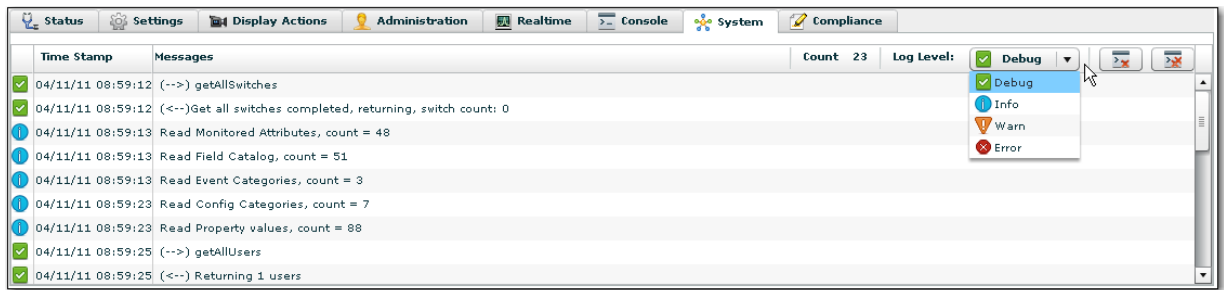 Status Settings Display Actions Administration Realtime Console System Compliance
Time Stamp Messages Count 23 Log Level: Debug
04/11/11 08:59:12 (-->) getAllSwitches
Debug
04/11/11 08:59:12 (<--)Get all switches completed, returning, switch count: 0
Info
04/11/11 08:59:13 Read Monitored Attributes, count = 48
Warn
04/11/11 08:59:13 Read Field Catalog, count = 51
Error
04/11/11 08:59:13 Read Event Categories, count = 3
04/11/11 08:59:23 Read Config Categories, count = 7
04/11/11 08:59:23 Read Property values, count = 88
04/11/11 08:59:25 (-->) getAllUsers
04/11/11 08:59:25 (<--) Returning 1 users